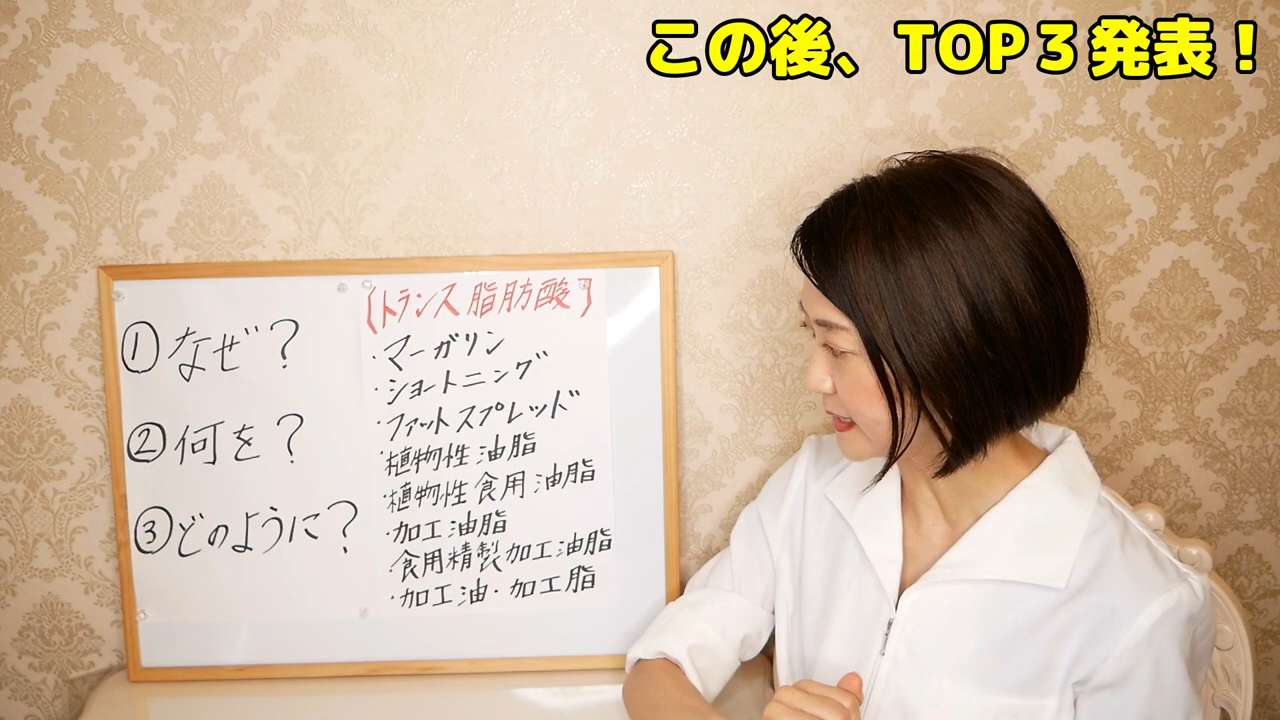 この後、TOP3発表！
①なぜ？
②何を？
③どのように？
【トランス脂肪酸】
・マーガリン
・ショートニング
・ファットスプレッド
・植物性油脂
・植物性食用油脂
・加工油脂
・食用精製加工油脂
・加工油・加工脂